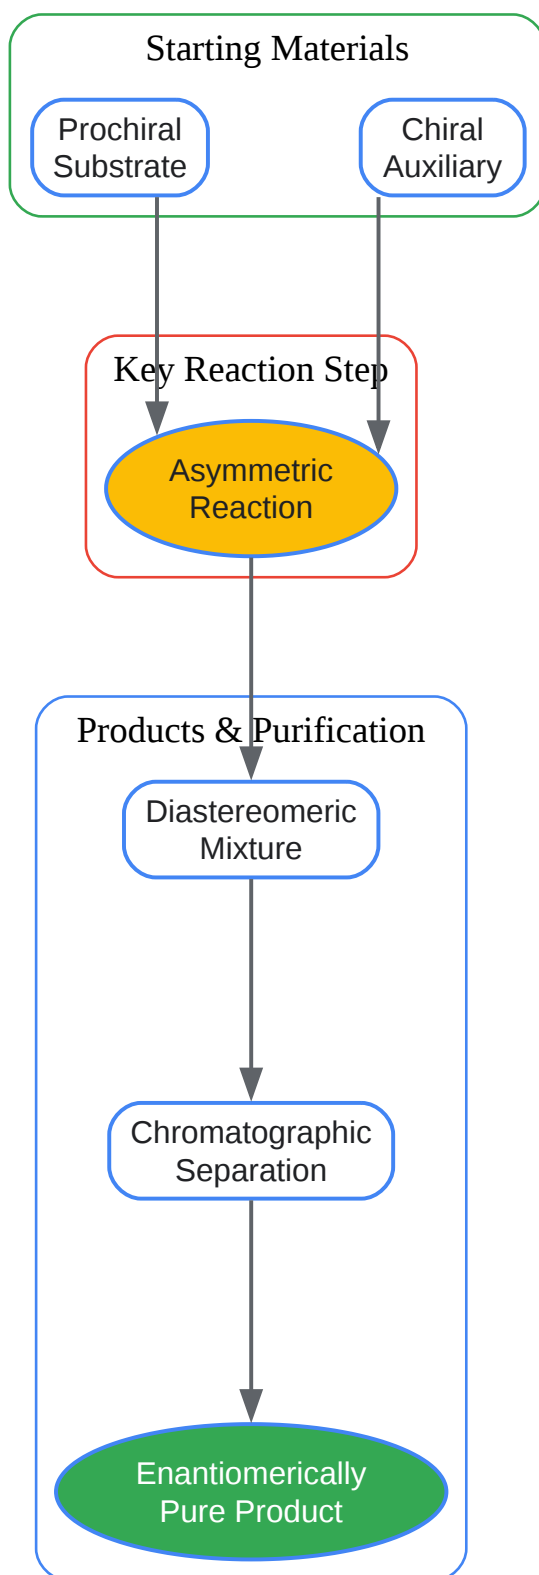 Starting Materials
Prochiral
Substrate
Chiral
Auxiliary
Key Reaction Step
Asymmetric
Reaction
Products & Purification
Diastereomeric
Mixture
Chromatographic
Separation
Enantiomerically
Pure Product